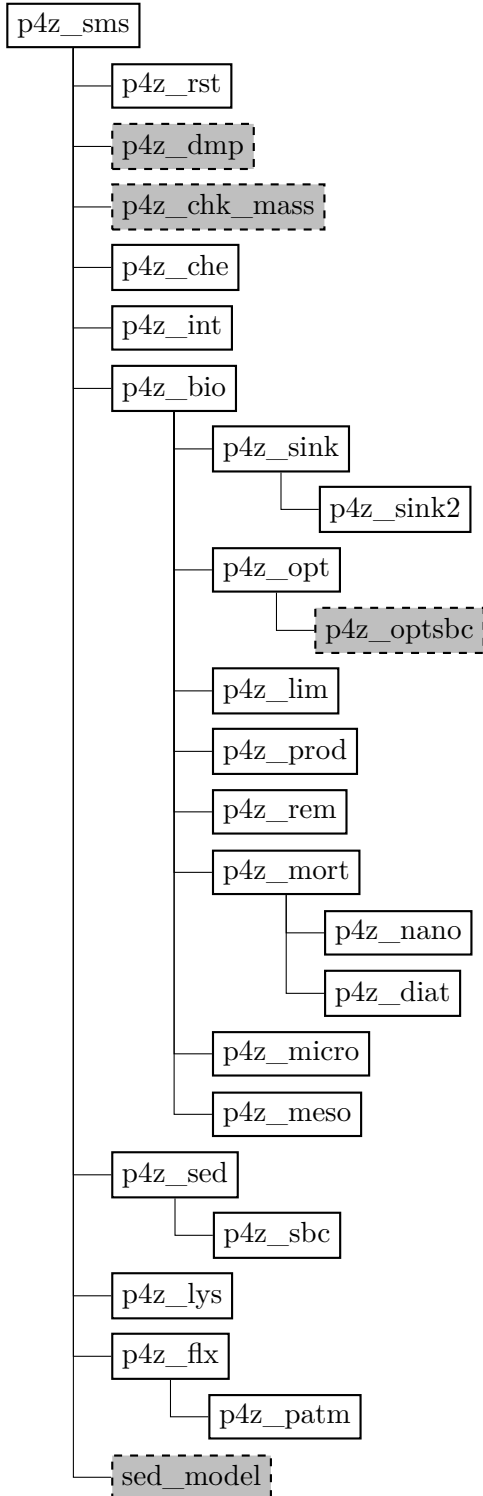 p4z_sms
p4z_rst
p4z_dmp
p4z_chk_mass
p4z_che
p4z_int
p4z_bio
p4z_sink
p4z_sink2
p4z_opt
p4z_optsbc
p4z_lim
p4z_prod
p4z_rem
p4z_mort
p4z_nano
p4z_diat
p4z_micro
p4z_meso
p4z_sed
p4z_sbc
p4z_lys
p4z_flx
p4z_patm
sed_model